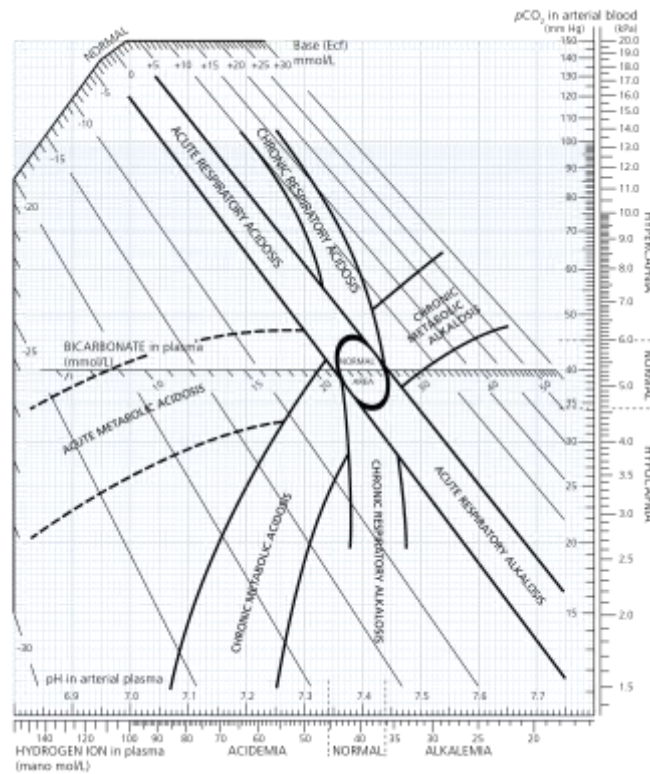 pCO₂ in arterial blood
(mm Hg) (kPa)
NORMAL
Base (Ecf)
mmol/L
0 +5 +10 +15 +20 +25 +30
-5
-10
-15
-20
-25
-30
150 140 130 120 110 100 90 80 70 60 50 40 35 30 25 20 15
20.0 19.0 18.0 17.0 16.0 15.0 14.0 13.0 12.0 11.0 10.0 9.0 8.0 7.0 6.0 5.0 4.0 3.5 3.0 2.5 2.0 1.5
ACUTE RESPIRATORY ACIDOSIS
CHRONIC RESPIRATORY ACIDOSIS
CHRONIC
METABOLIC
ALKALOSIS
HYPERCAPNIA
NORMAL
HYPOCAPNIA
BICARBONATE in plasma
(mmol/L)
10 15 20 30 40 50
NORMAL
AREA
ACUTE METABOLIC ACIDOSIS
CHRONIC METABOLIC ACIDOSIS
CHRONIC RESPIRATORY ALKALOSIS
ACUTE RESPIRATORY ALKALOSIS
pH in arterial plasma
6.9 7.0 7.1 7.2 7.3 7.4 7.5 7.6 7.7
140 120 100 90 80 70 60 50 40 35 30 25 20
HYDROGEN ION in plasma
(mano mol/L)
ACIDEMIA NORMAL ALKALEMIA